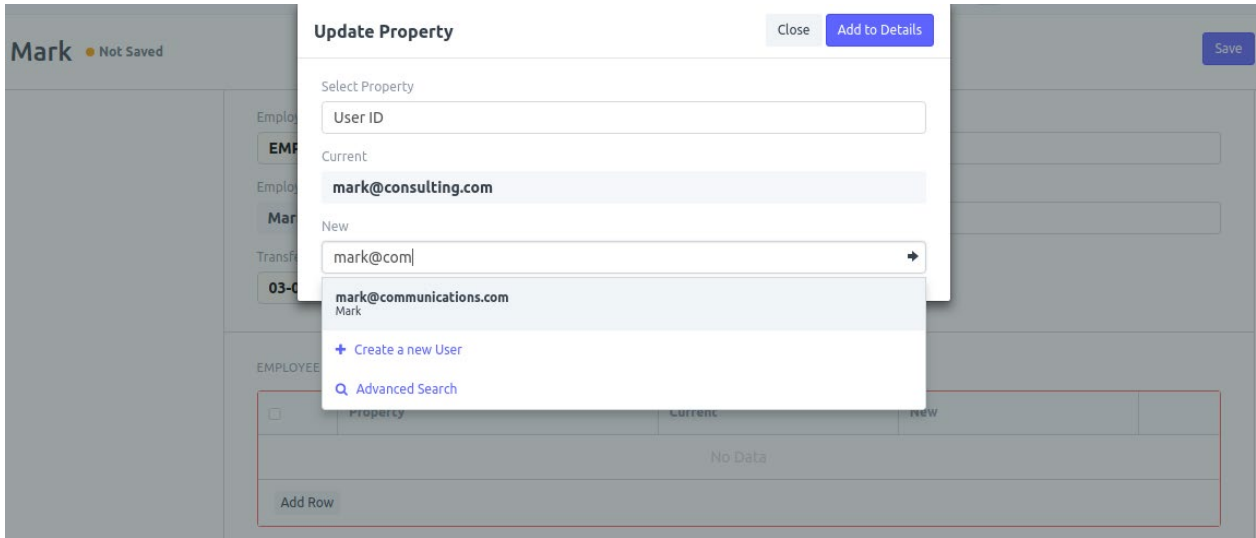 Update Property
Close
Add to Details
Mark
Not Saved
Save
Select Property
User ID
Current
mark@consulting.com
New
mark@com
mark@communications.com
Mark
Create a new User
Advanced Search
Property
Current
New
No Data
Add Row